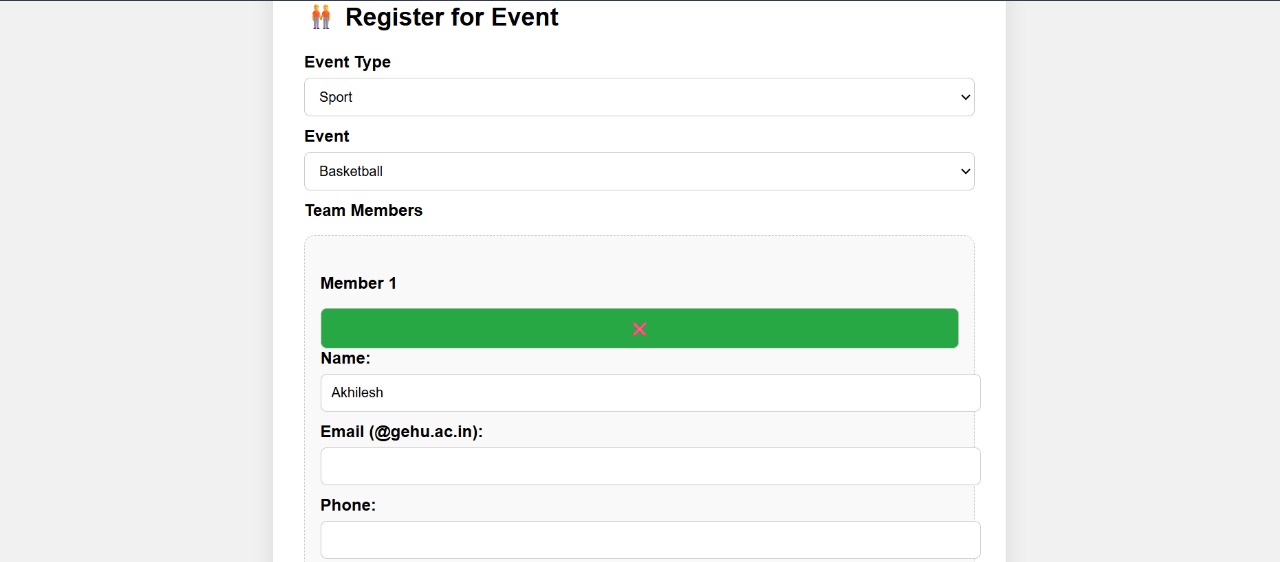 Register for Event
Event Type
Sport
Event
Basketball
Team Members
Member 1
Name:
Akhilesh
Email (@gehu.ac.in):
Phone: